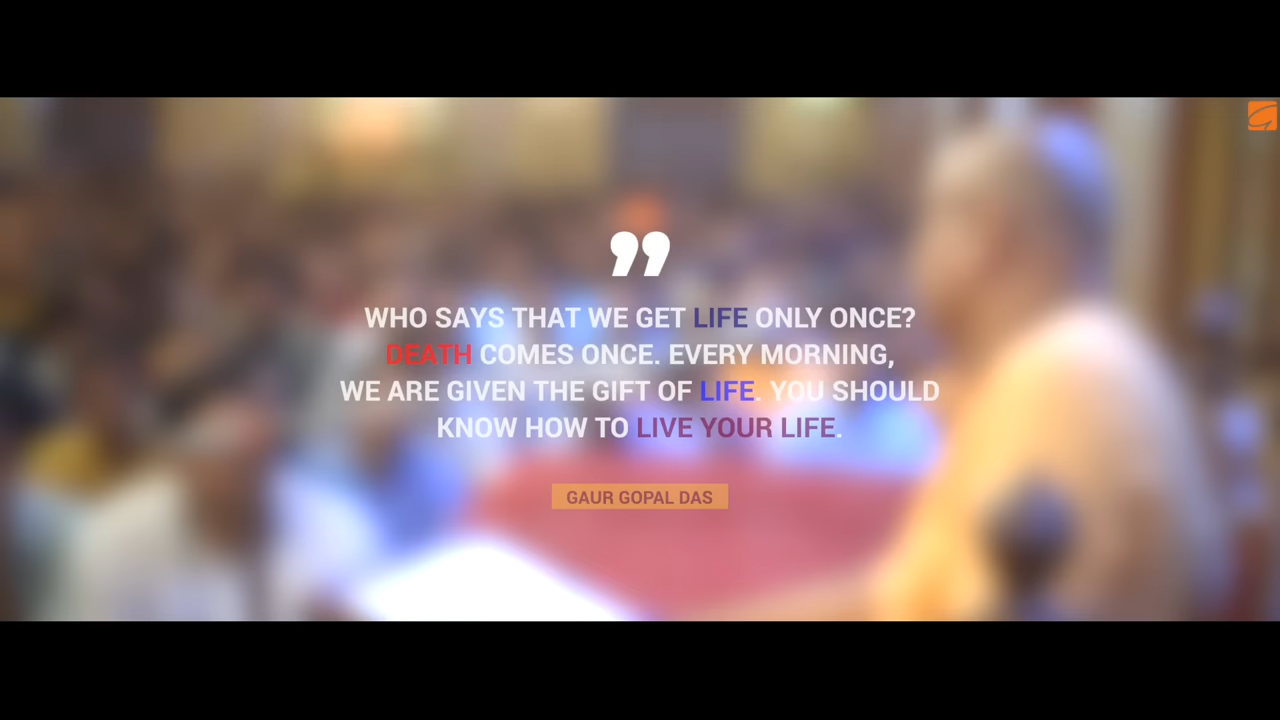 WHO SAYS THAT WE GET LIFE ONLY ONCE?
DEATH COMES ONCE. EVERY MORNING,
WE ARE GIVEN THE GIFT OF LIFE. YOU SHOULD
KNOW HOW TO LIVE YOUR LIFE.
GAUR GOPAL DAS